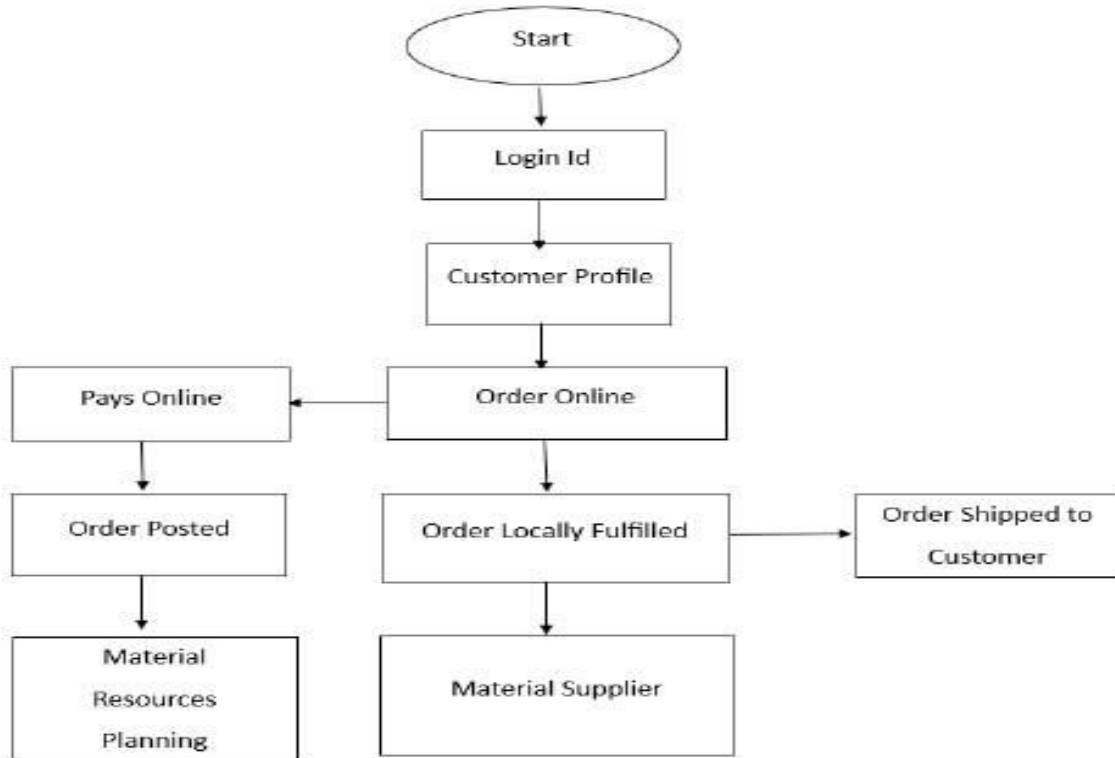 Start
Login Id
Customer Profile
Pays Online
Order Online
Order Posted
Order Locally Fulfilled
Order Shipped to
Customer
Material
Resources
Planning
Material Supplier